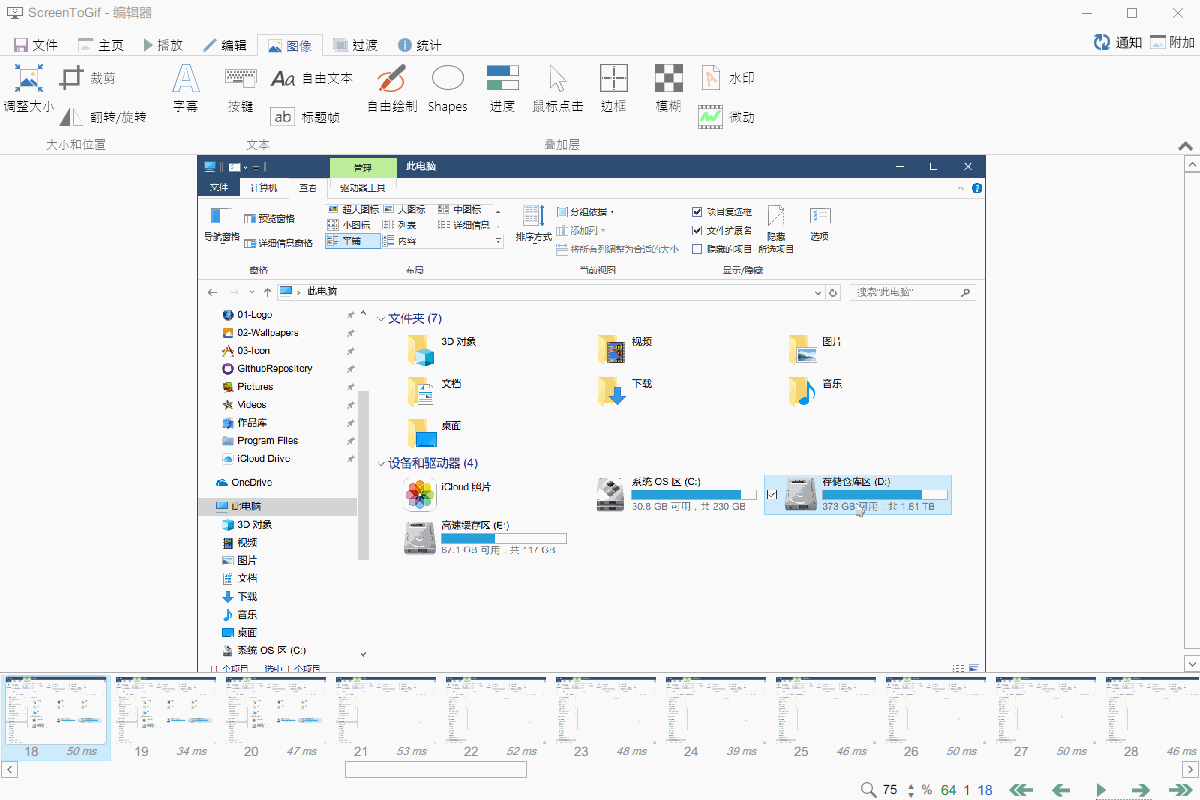 ScreenToGif - 编辑器
文件 主页 播放 编辑 图像 过渡 统计 通知 附加
调整大小 裁剪 翻转/旋转 字幕 按键 自由文本 标题帧 自由绘制 Shapes 进度 鼠标点击 边框 模糊 水印 微动
大小和位置 文本 叠加层
管理 此电脑
文件 计算机 查看 驱动器工具
导航窗格 预览窗格 详细信息窗格
超大图标 大图标 中图标
小图标 列表 详细信息
平铺 内容
排序方式 分组依据 添加列 将所有列调整为合适的大小
项目复选框 文件扩展名 隐藏的项目
隐藏所选项目 选项
窗格 布局 当前视图 显示/隐藏
此电脑 搜索"此电脑"
01-Logo
02-Wallpapers
03-Icon
GithubRepository
Pictures
Videos
作品库
Program Files
iCloud Drive
OneDrive
此电脑
3D 对象
视频
图片
文档
下载
音乐
桌面
系统 OS 区 (C:)
11 个项目 选中 1 个项目
文件夹 (7)
3D 对象 视频 图片
文档 下载 音乐
桌面
设备和驱动器 (4)
iCloud 照片
系统 OS 区 (C:)
30.8 GB 可用，共 230 GB
存储仓库区 (D:)
373 GB 可用，共 1.81 TB
高速缓存区 (E:)
67.1 GB 可用，共 117 GB
18 50 ms 19 34 ms 20 47 ms 21 53 ms 22 52 ms 23 48 ms 24 39 ms 25 46 ms 26 50 ms 27 50 ms 28 46 ms
75 % 64 1 18